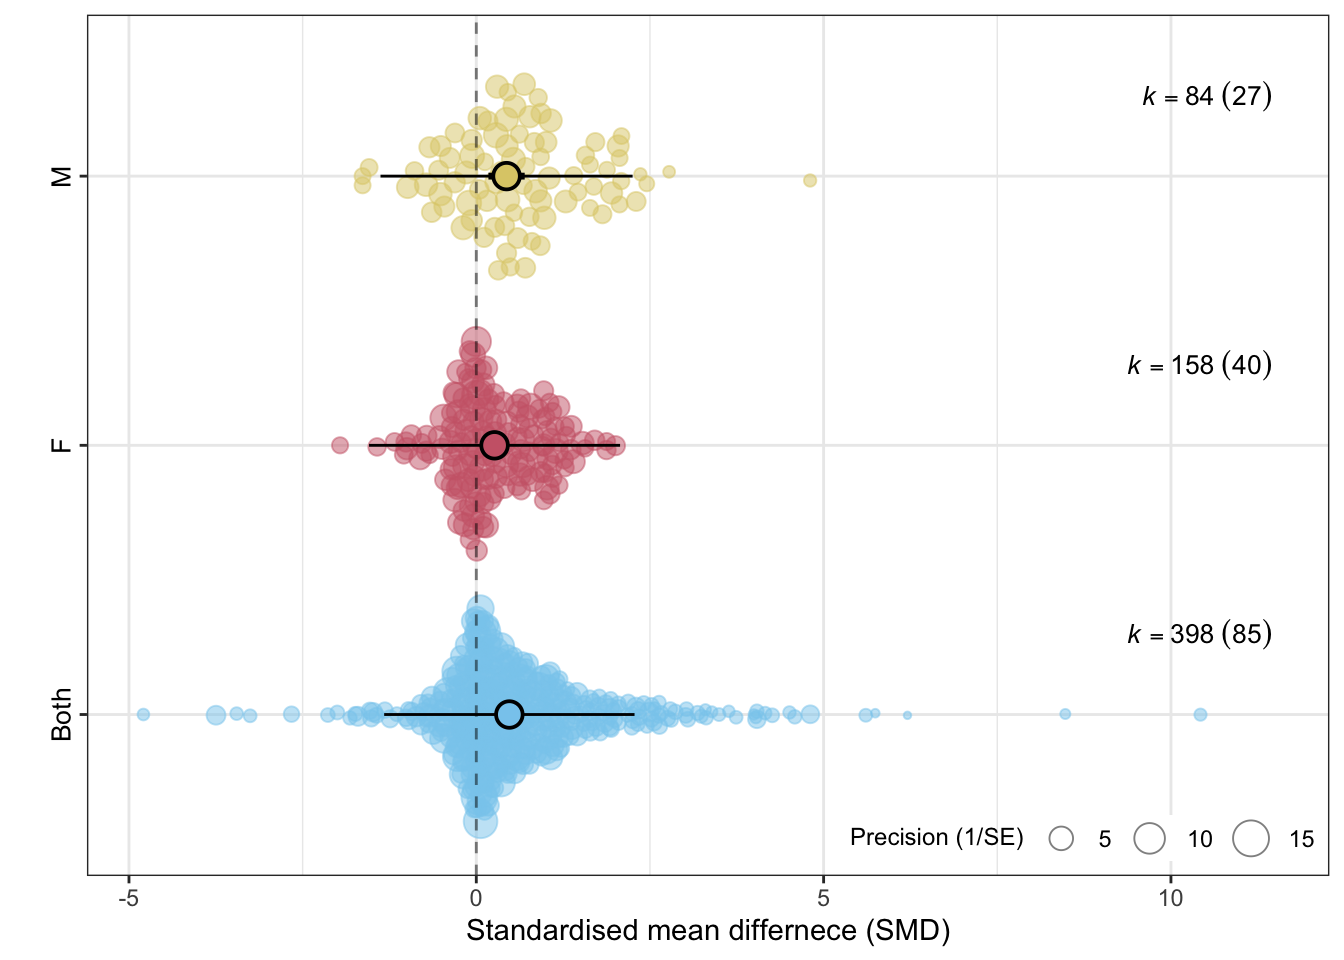 M
k = 84 (27)
F
k = 158 (40)
Both
k = 398 (85)
Precision (1/SE) 5 10 15
-5 0 5 10
Standardised mean differnece (SMD)